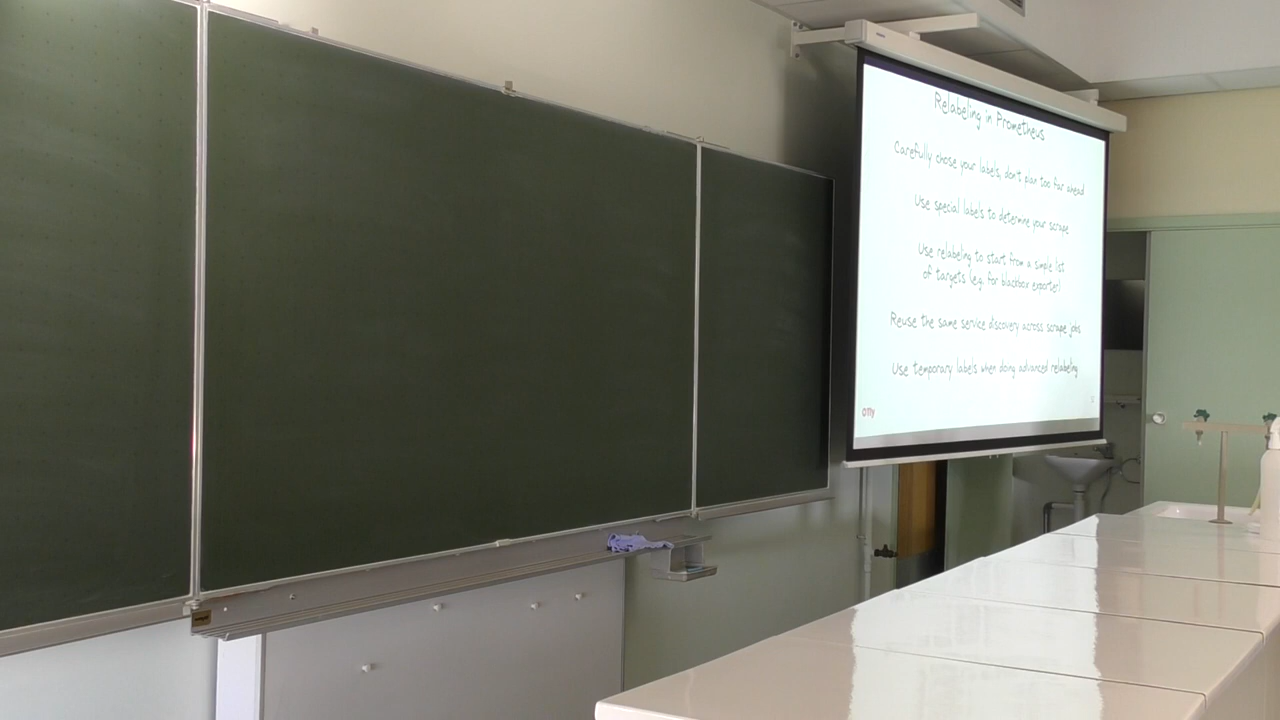 Relabeling in Prometheus
Carefully chose your labels, don't plan too far ahead
Use special labels to determine your scrape
Use relabeling to start from a simple list
of targets (e.g. for blackbox exporter)
Reuse the same service discovery across scrape jobs
Use temporary labels when doing advanced relabeling
O11y